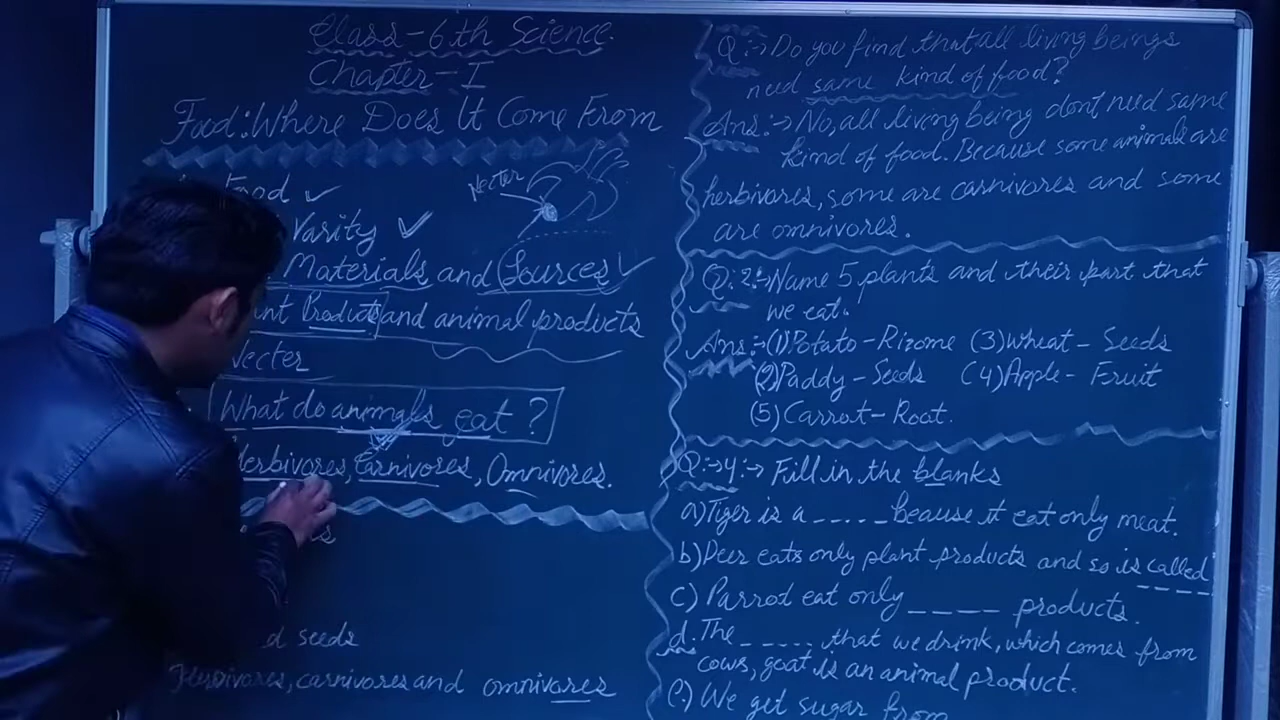 Class-6th Science.
Chapter-I
Food:Where Does It Come From
Food ✓
Varity ✓
Necter
Materials and Sources ✓
Products and animal products
Necter
What do animals eat ?
Herbivores, Carnivores, Omnivores.
d seeds
Herbivores, carnivores and omnivores
Q:→ Do you find that all living beings
need same kind of food?
Ans:→ No, all living being dont need same
kind of food. Because some animals are
herbivores, some are carnivores and some
are omnivores.
Q:2:→ Name 5 plants and their part that
we eat.
Ans:→ (1) Potato - Rizome (3) Wheat - Seeds
(2) Paddy - Seeds (4) Apple - Fruit
(5) Carrot - Root.
Q:→4:→ Fill in the blanks
a) Tiger is a ----- beause it eat only meat.
b) Deer eats only plant products and so is called
----
c) Parrot eat only ---- products.
d. The ----- that we drink, which comes from
cows, goat is an animal product.
e.) We get sugar from